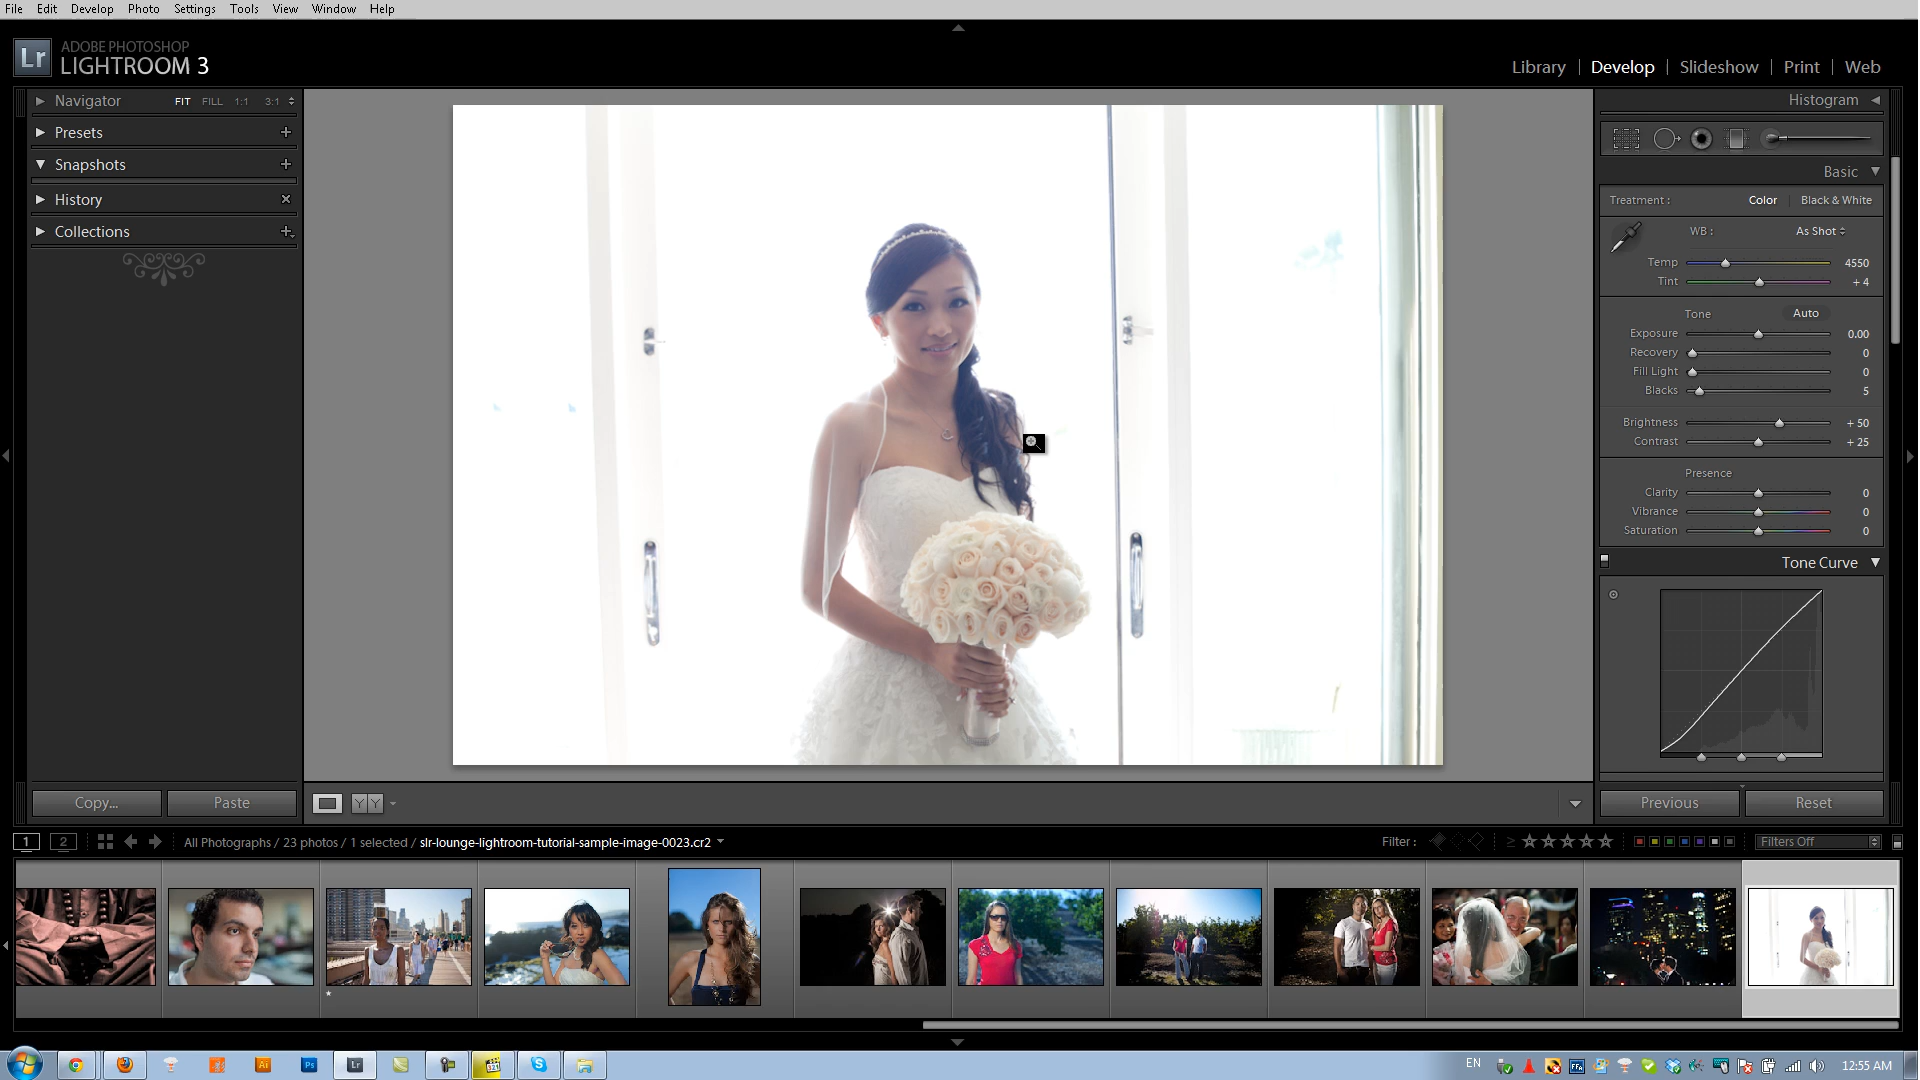 File Edit Develop Photo Settings Tools View Window Help
Lr
ADOBE PHOTOSHOP
LIGHTROOM 3
Library | Develop | Slideshow | Print | Web
Navigator FIT FILL 1:1 3:1
Presets
Snapshots
History
Collections
Copy...
Paste
Histogram
Basic
Treatment : Color Black & White
WB : As Shot
Temp 4550
Tint + 4
Tone Auto
Exposure 0.00
Recovery 0
Fill Light 0
Blacks 5
Brightness + 50
Contrast + 25
Presence
Clarity 0
Vibrance 0
Saturation 0
Tone Curve
Previous
Reset
1 2 All Photographs / 23 photos / 1 selected / slr-lounge-lightroom-tutorial-sample-image-0023.cr2
Filter : ≥ Filters Off
Ai Ps Lr
EN 12:55 AM